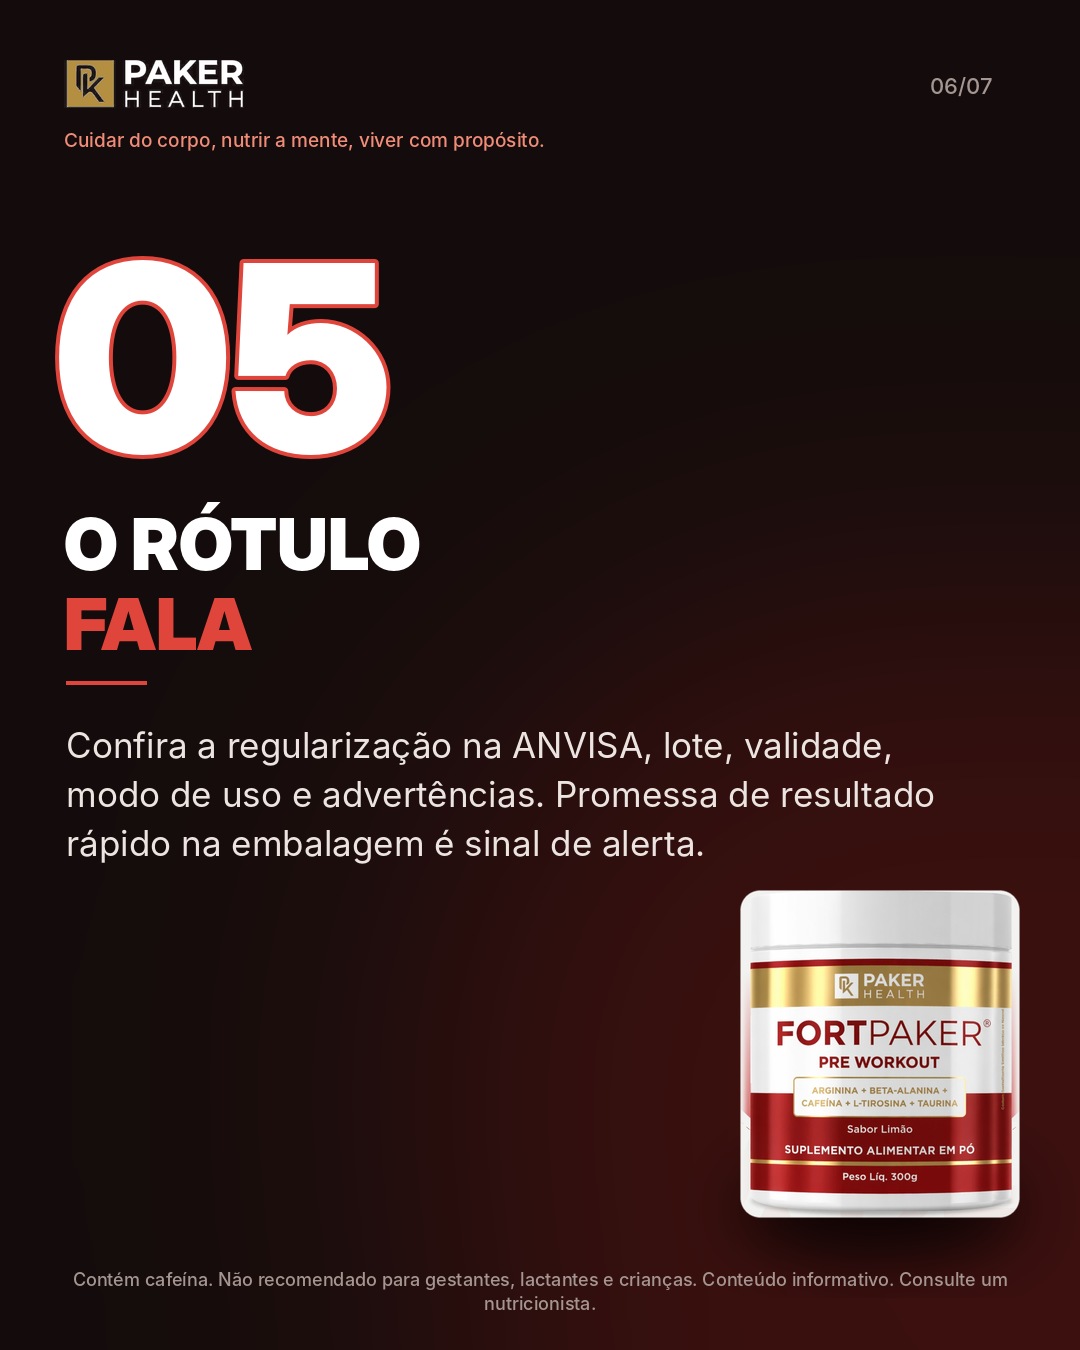 PAKER
HEALTH
06/07
Cuidar do corpo, nutrir a mente, viver com propósito.
05
O RÓTULO
FALA
Confira a regularização na ANVISA, lote, validade,
modo de uso e advertências. Promessa de resultado
rápido na embalagem é sinal de alerta.
PAKER
HEALTH
FORTPAKER®
PRE WORKOUT
ARGININA + BETA-ALANINA +
CAFEÍNA + L-TIROSINA + TAURINA
Sabor Limão
SUPLEMENTO ALIMENTAR EM PÓ
Peso Líq. 300g
Contém cafeína. Não recomendado para gestantes, lactantes e crianças. Conteúdo informativo. Consulte um
nutricionista.